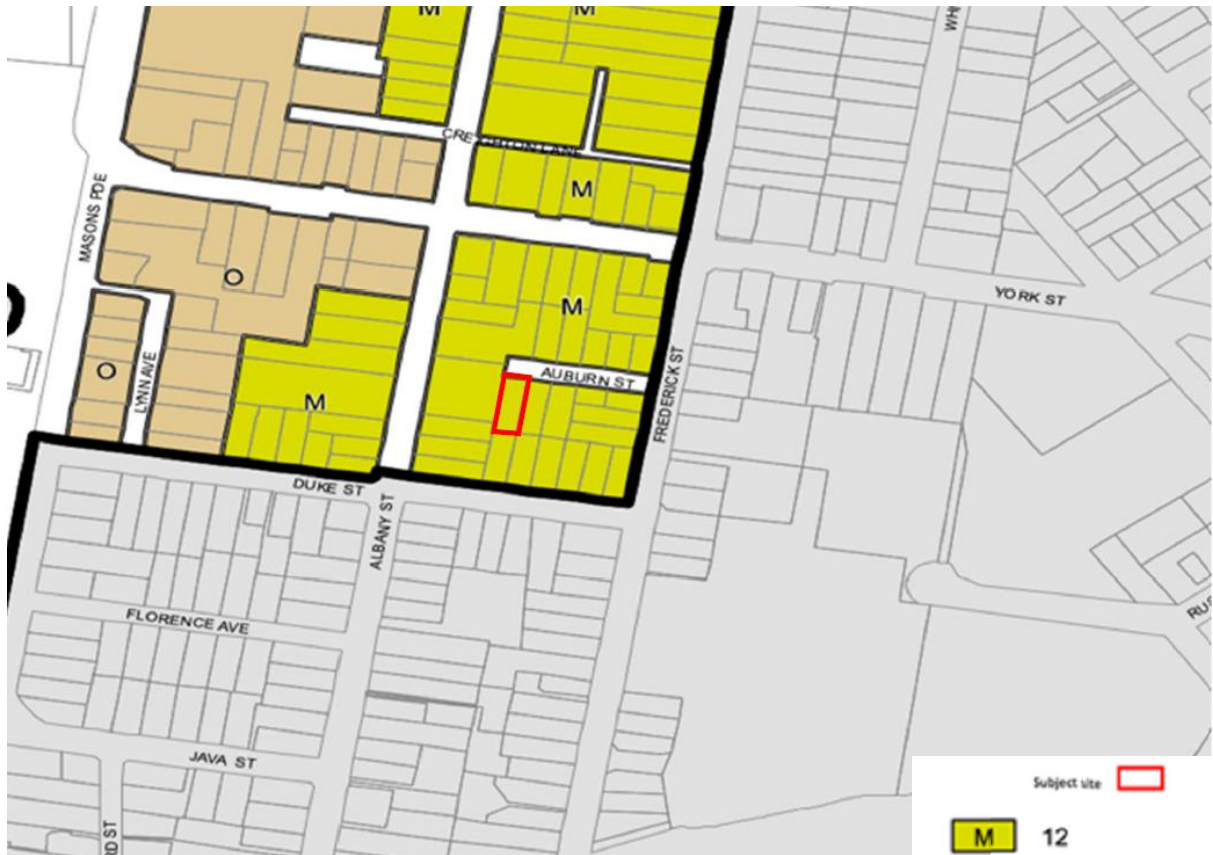 M
M
CREIGHTON LANE
M
MASONS PDE
O
M
YORK ST
O
LYNN AVE
M
AUBURN ST
FREDERICK ST
DUKE ST
ALBANY ST
FLORENCE AVE
JAVA ST
Subject site
M 12